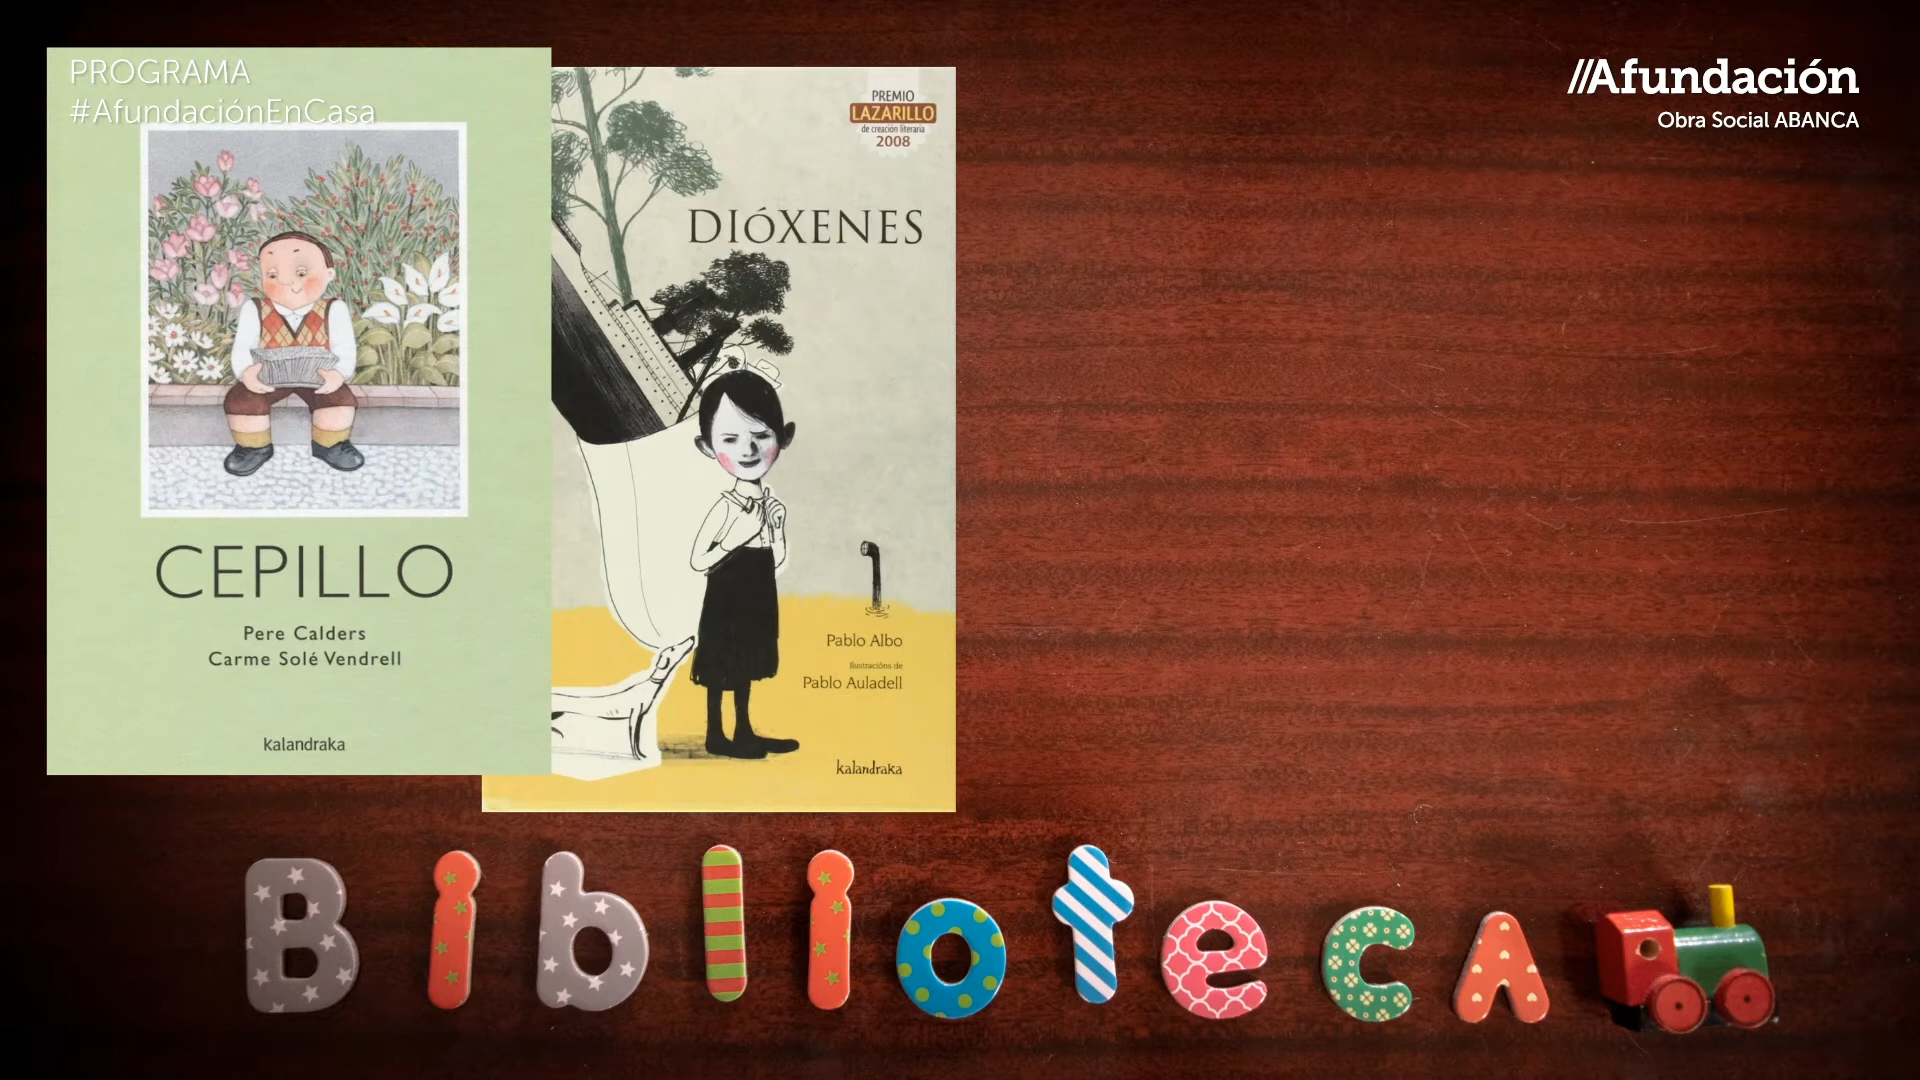 PROGRAMA
#AfundaciónEnCasa
CEPILLO
Pere Calders
Carme Solé Vendrell
kalandraka
PREMIO
LAZARILLO
de creación literaria
2008
DIÓXENES
Pablo Albo
Ilustracións de
Pablo Auladell
kalandraka
//Afundación
Obra Social ABANCA
Biblioteca